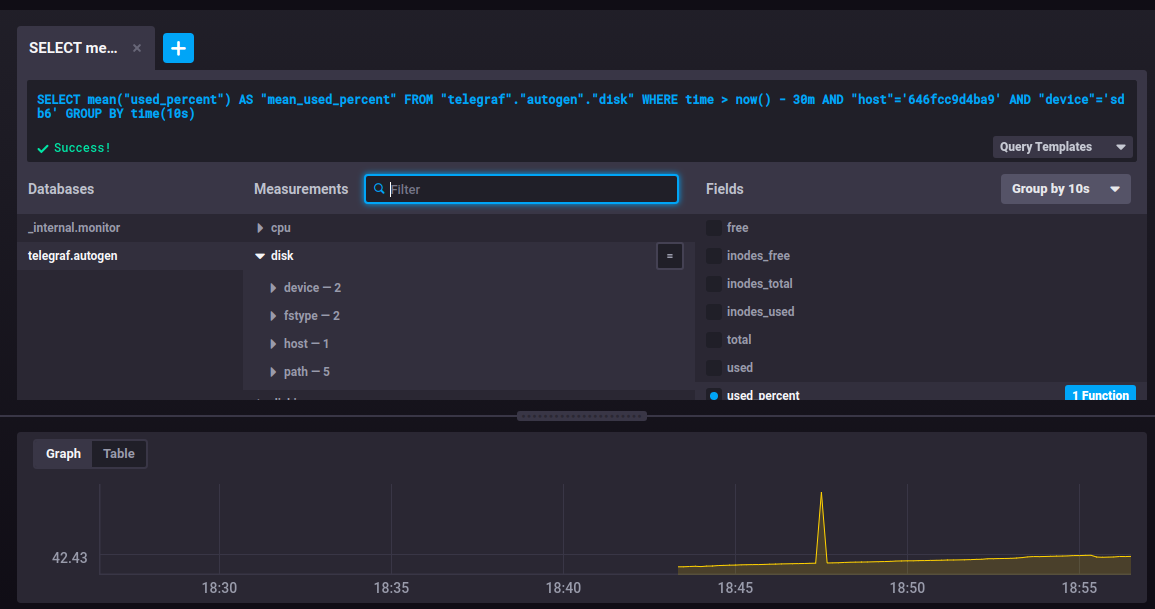 SELECT me... ×
+
SELECT mean("used_percent") AS "mean_used_percent" FROM "telegraf"."autogen"."disk" WHERE time > now() - 30m AND "host"='646fcc9d4ba9' AND "device"='sd
b6' GROUP BY time(10s)
Success!
Query Templates
Databases
Measurements
Filter
Fields
Group by 10s
_internal.monitor
cpu
free
telegraf.autogen
disk
=
inodes_free
device — 2
inodes_total
fstype — 2
inodes_used
host — 1
total
path — 5
used
used_percent
1 Function
Graph
Table
42.43
18:30
18:35
18:40
18:45
18:50
18:55